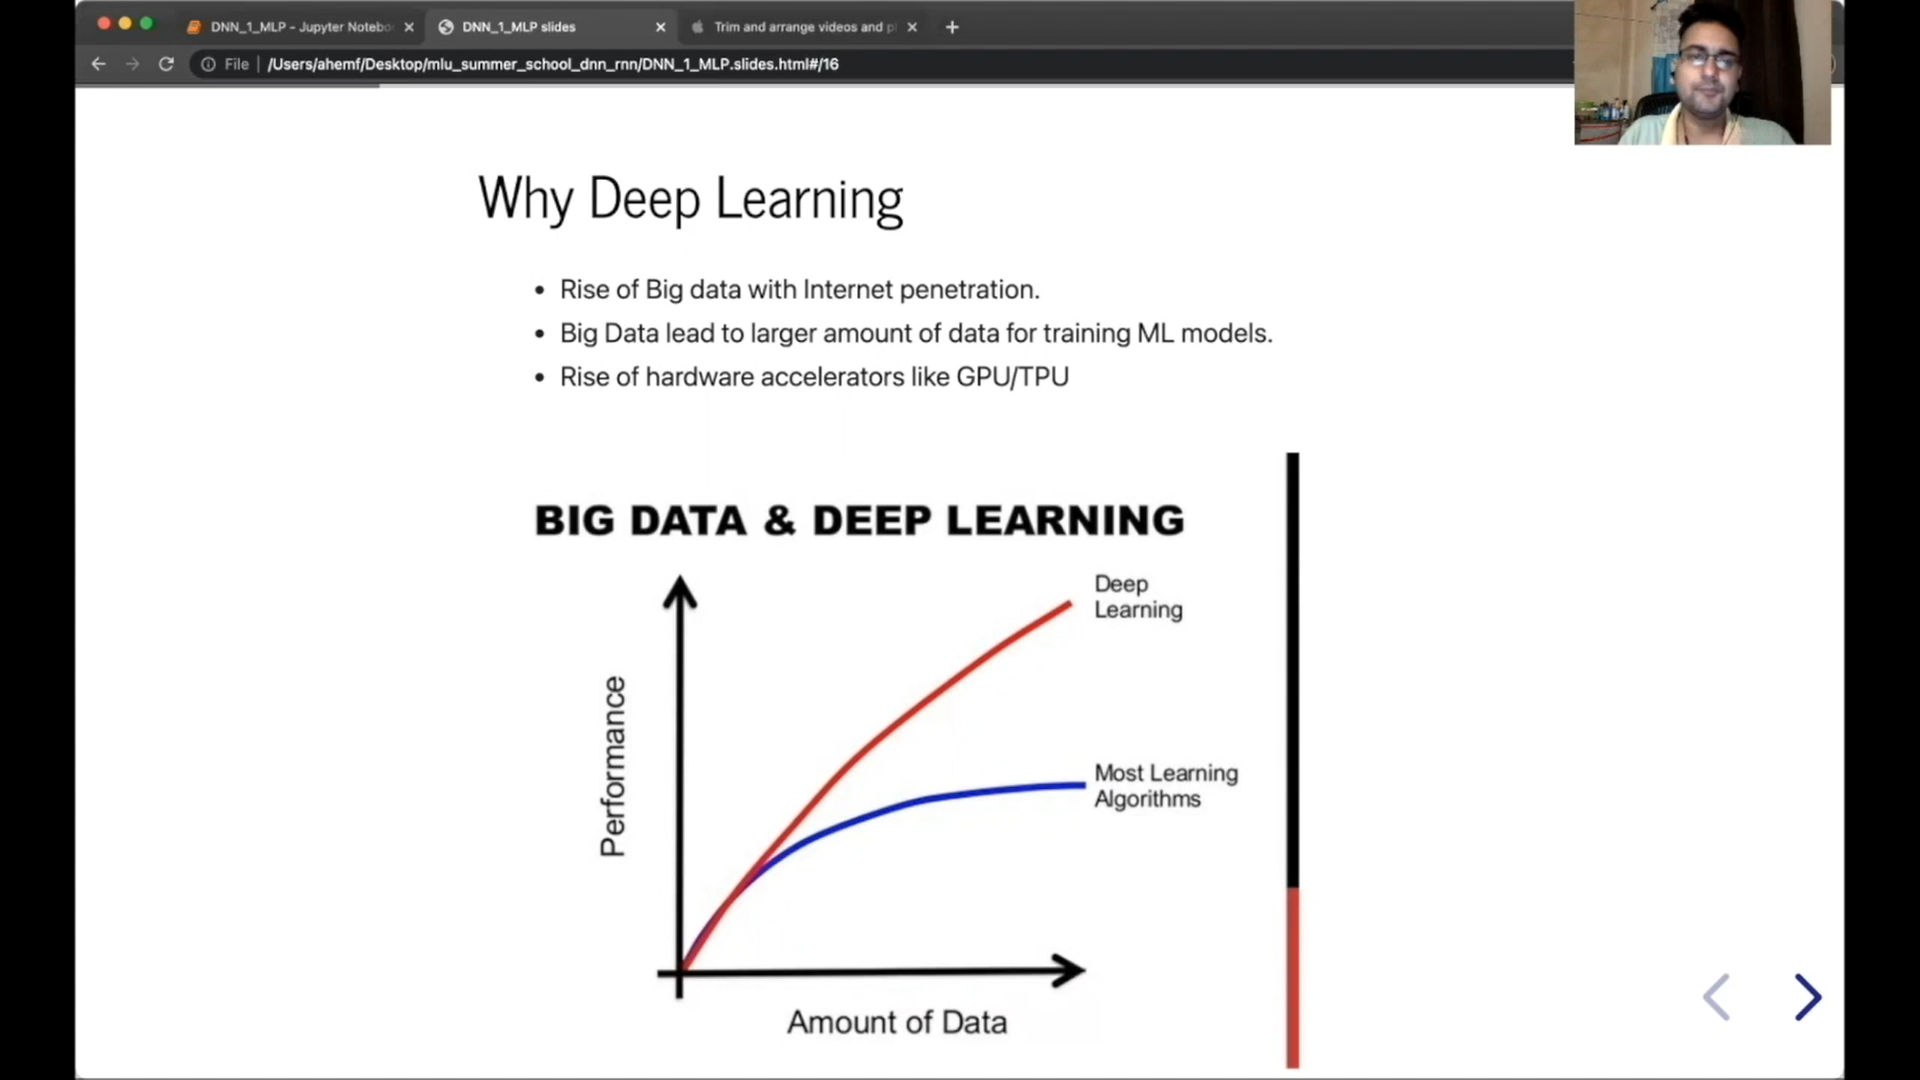 DNN_1_MLP - Jupyter Notebo
DNN_1_MLP slides
Trim and arrange videos and p
File
/Users/ahemf/Desktop/mlu_summer_school_dnn_rnn/DNN_1_MLP.slides.html#/16
Why Deep Learning
• Rise of Big data with Internet penetration.
• Big Data lead to larger amount of data for training ML models.
• Rise of hardware accelerators like GPU/TPU
BIG DATA & DEEP LEARNING
Deep
Learning
Performance
Most Learning
Algorithms
Amount of Data